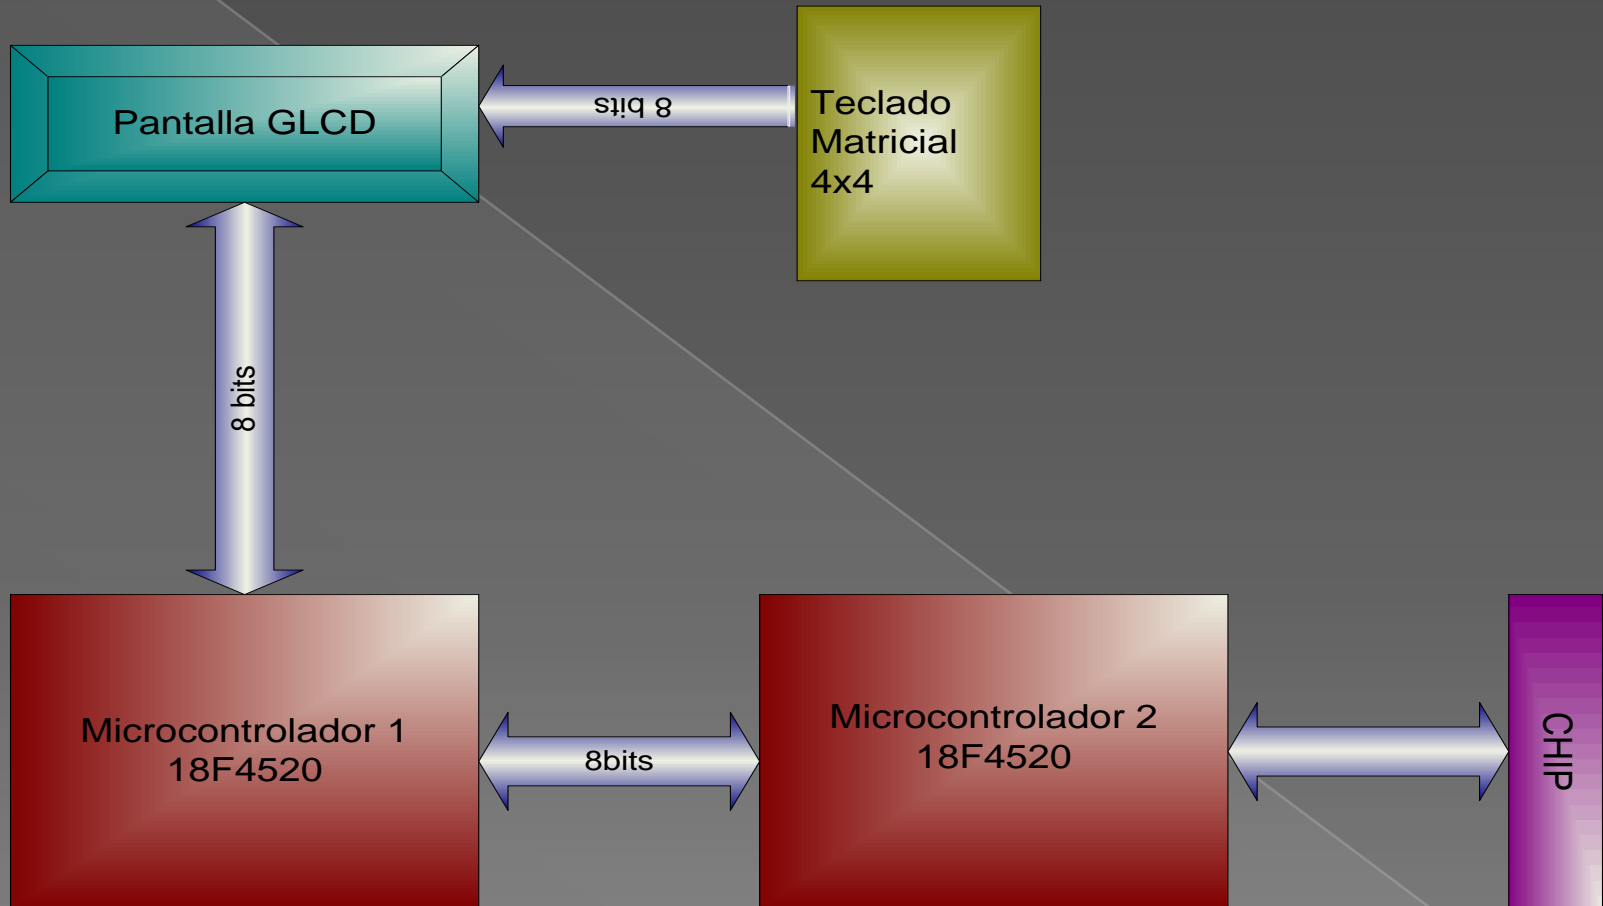 Pantalla GLCD
8 bits
Teclado
Matricial
4x4
8 bits
Microcontrolador 1
18F4520
8bits
Microcontrolador 2
18F4520
CHIP